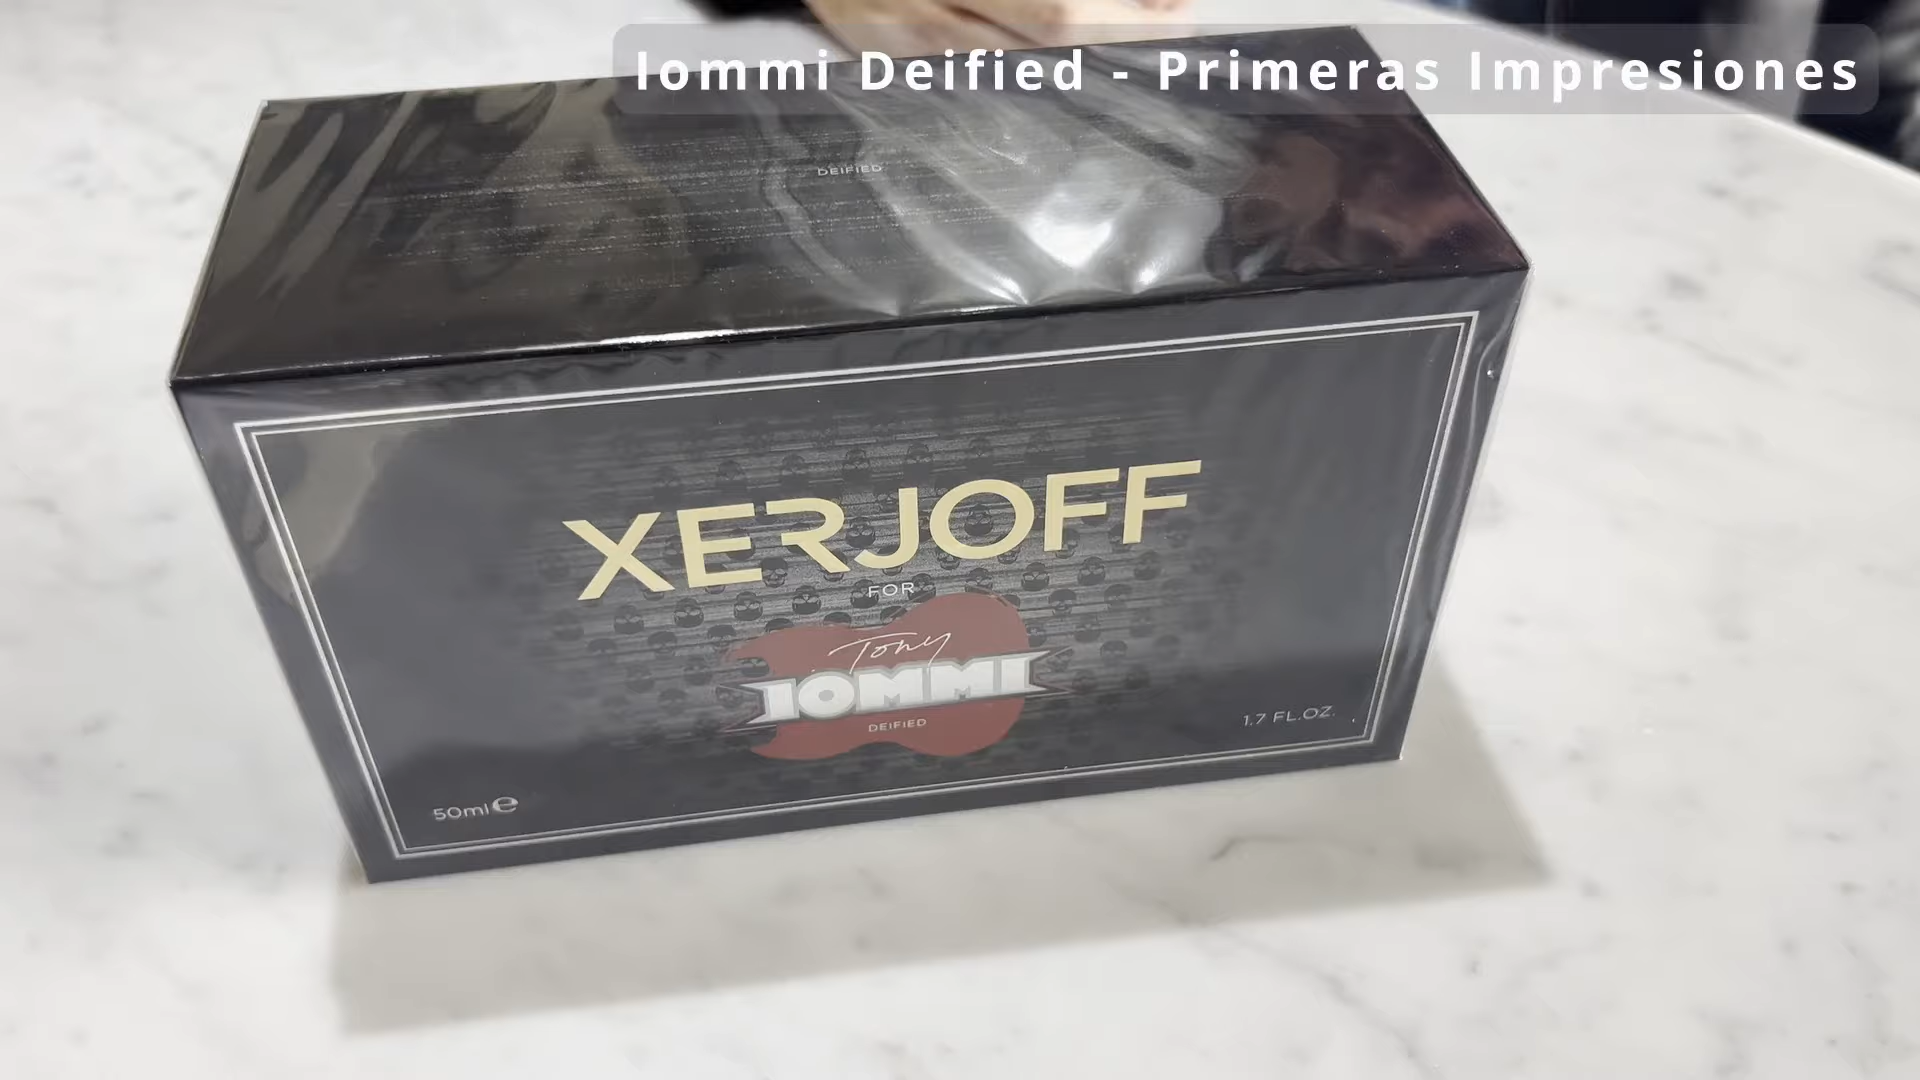 Iommi Deified - Primeras Impresiones
DEIFIED
XERJOFF
FOR
Tony
IOMMI
DEIFIED
1.7 FL.OZ.
50ml e